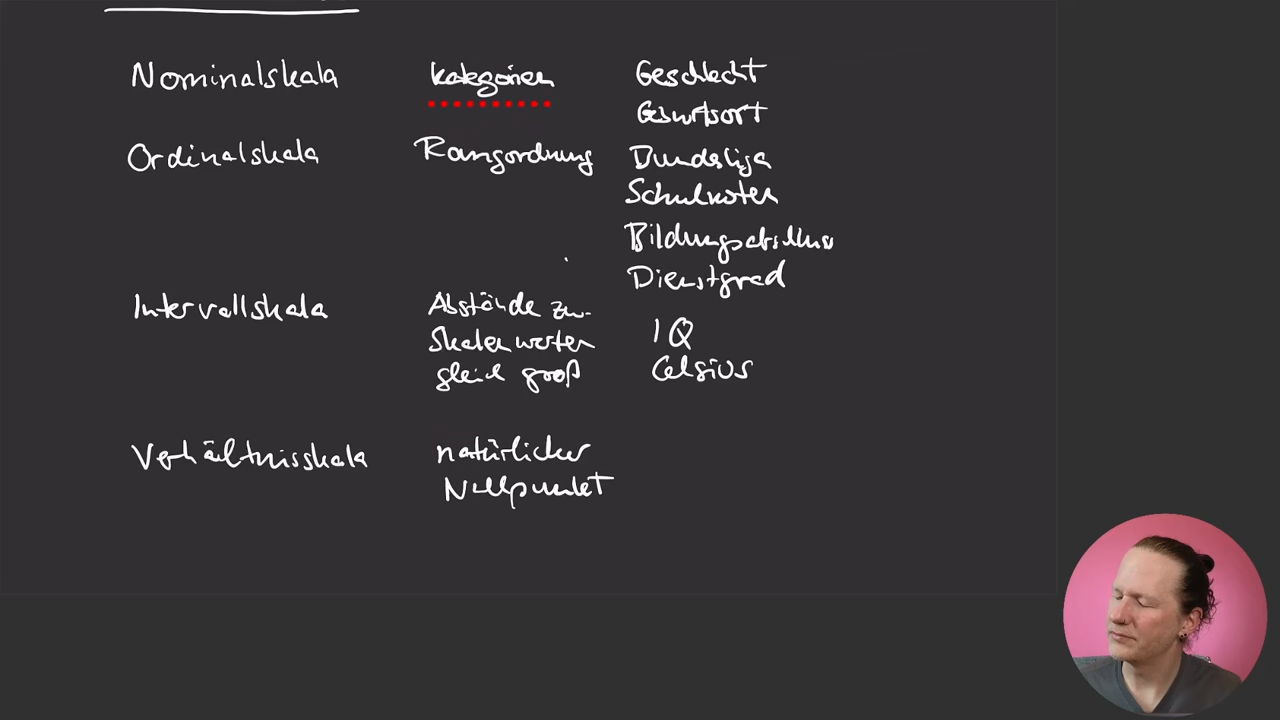 Nominalskala Kategorien Geschlecht
Geburtsort
Ordinalskala Rangordnung Bundesliga
Schulnoten
Bildungsabschluss
Dienstgrad
Intervallskala Abstände zw.
Skalenwerten IQ
gleich groß Celsius
Verhältnisskala natürlicher
Nullpunkt